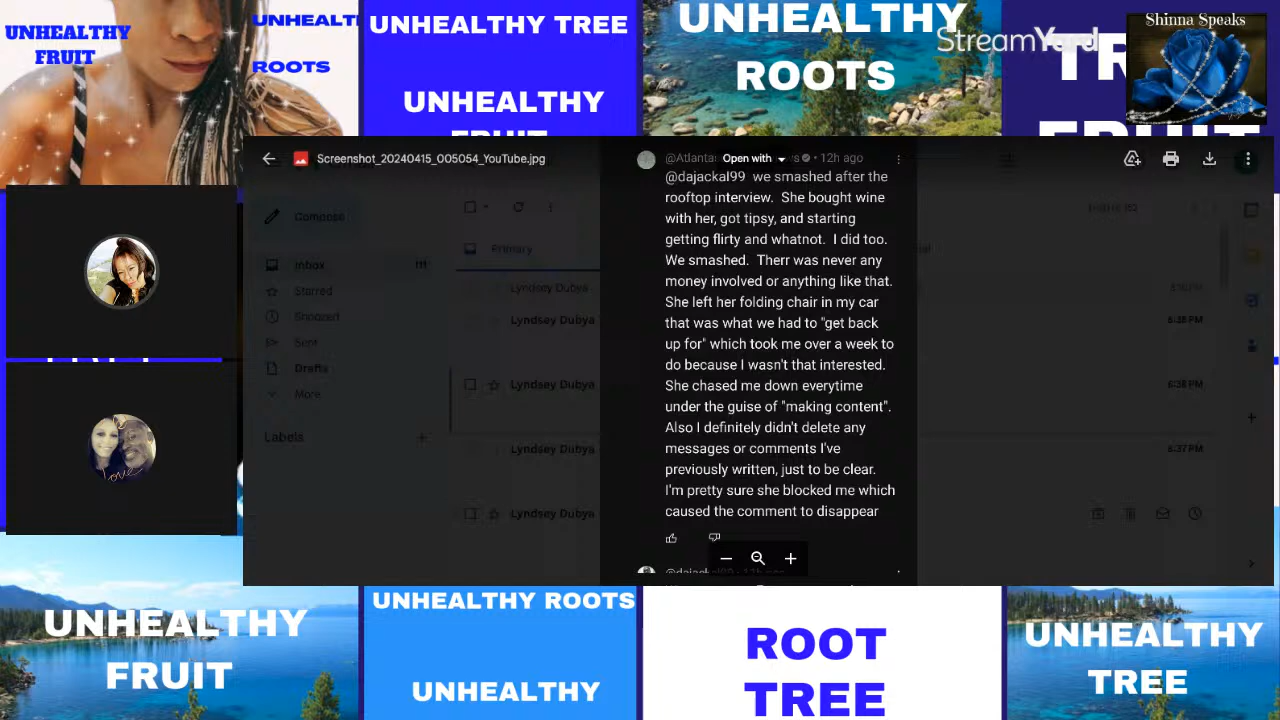 UNHEALTHY
FRUIT
ROOTS
UNHEALTHY TREE
UNHEALTHY
UNHEALTHY
ROOTS
StreamYard
Shinna Speaks
Screenshot_20240415_005054_YouTube.jpg
Open with
12h ago
@dajackal99 we smashed after the
rooftop interview. She bought wine
with her, got tipsy, and starting
getting flirty and whatnot. I did too.
We smashed. Therr was never any
money involved or anything like that.
She left her folding chair in my car
that was what we had to "get back
up for" which took me over a week to
do because I wasn't that interested.
She chased me down everytime
under the guise of "making content".
Also I definitely didn't delete any
messages or comments I've
previously written, just to be clear.
I'm pretty sure she blocked me which
caused the comment to disappear
Compose
Inbox
Starred
Snoozed
Sent
Drafts
More
Labels
Primary
Lyndsey Dubya
Lyndsey Dubya
6:38 PM
Lyndsey Dubya
6:38 PM
Lyndsey Dubya
6:37 PM
Lyndsey Dubya
Love
UNHEALTHY
FRUIT
UNHEALTHY ROOTS
UNHEALTHY
ROOT
TREE
UNHEALTHY
TREE